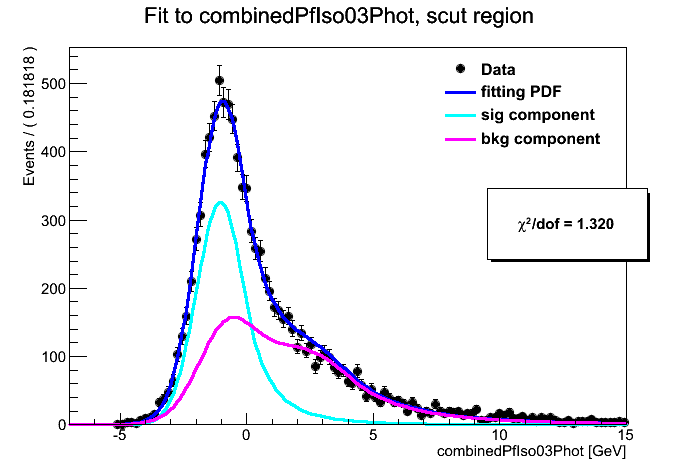 Fit to combinedPfIso03Phot, scut region
Events / ( 0.181818 )
500
400
300
200
100
0
Data
fitting PDF
sig component
bkg component
χ²/dof = 1.320
-5
0
5
10
15
combinedPfIso03Phot [GeV]